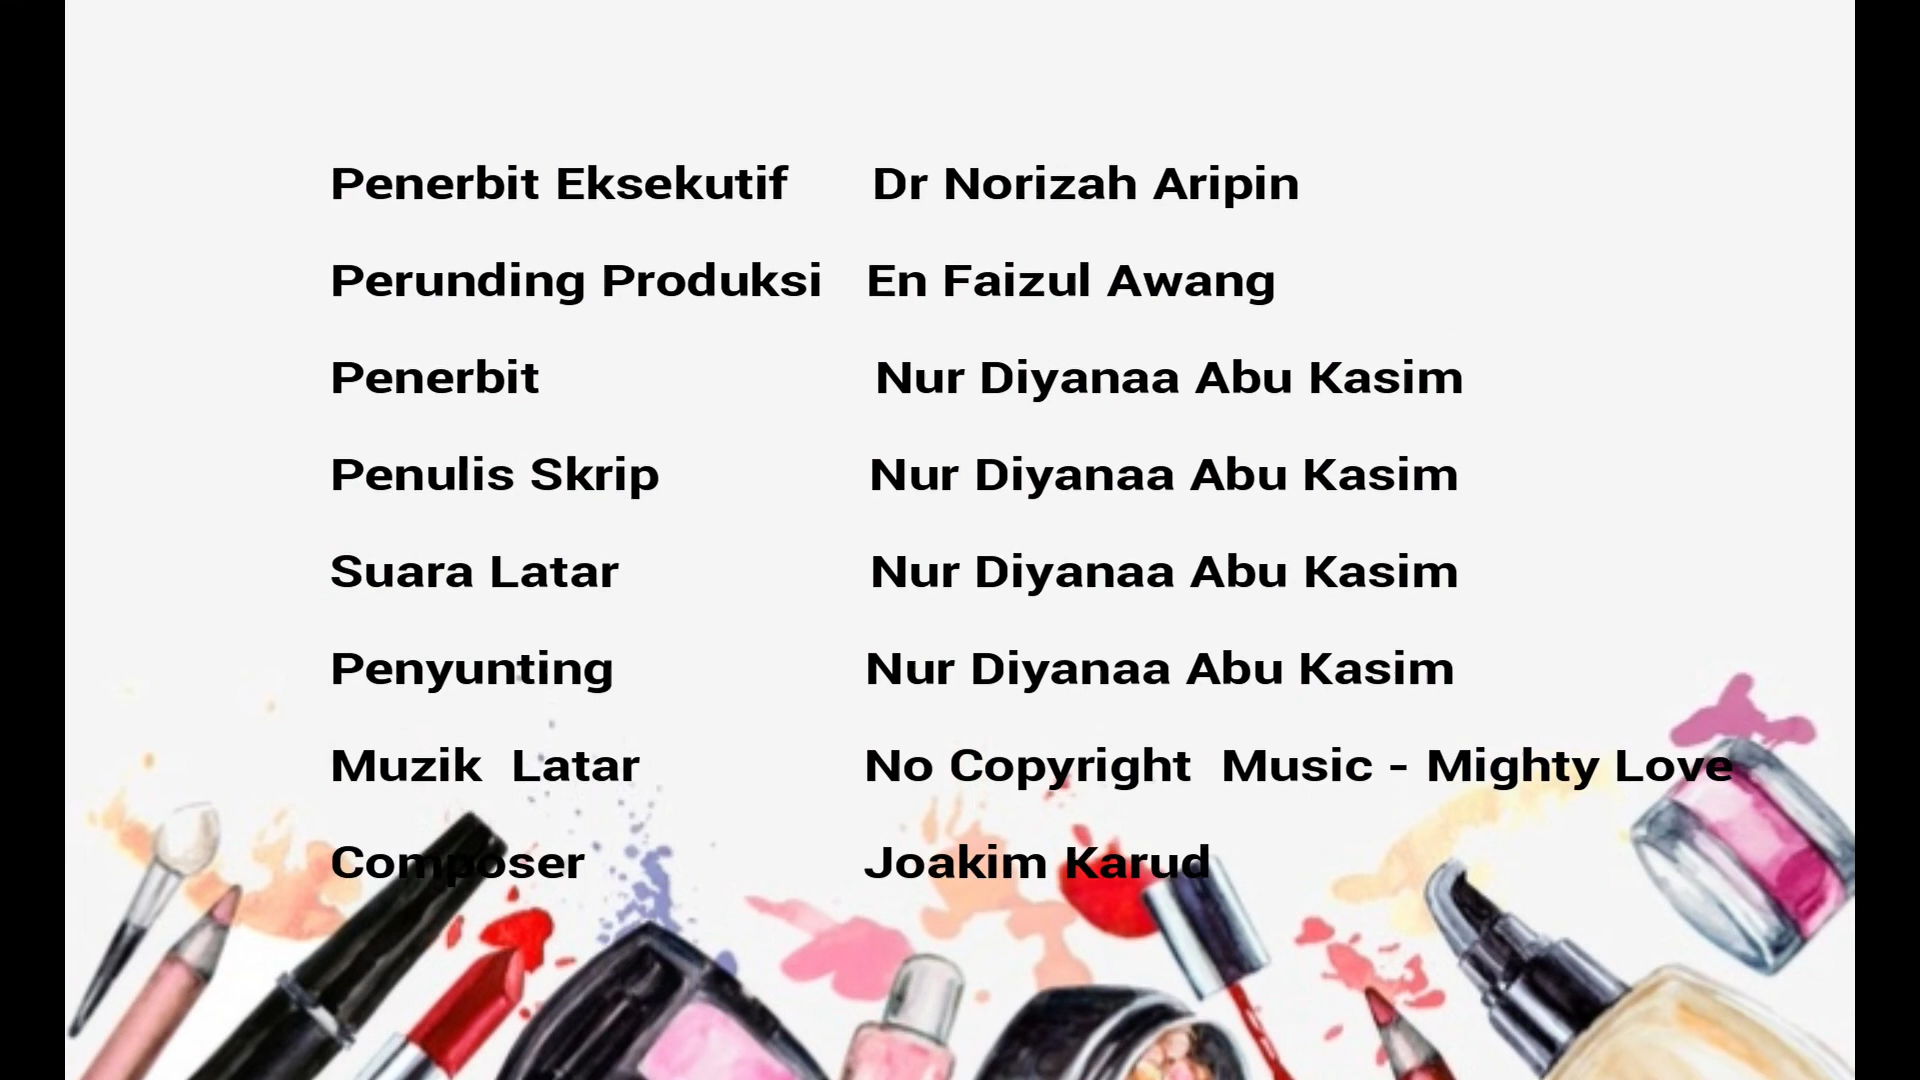 Penerbit Eksekutif Dr Norizah Aripin
Perunding Produksi En Faizul Awang
Penerbit Nur Diyanaa Abu Kasim
Penulis Skrip Nur Diyanaa Abu Kasim
Suara Latar Nur Diyanaa Abu Kasim
Penyunting Nur Diyanaa Abu Kasim
Muzik Latar No Copyright Music - Mighty Love
Composer Joakim Karud